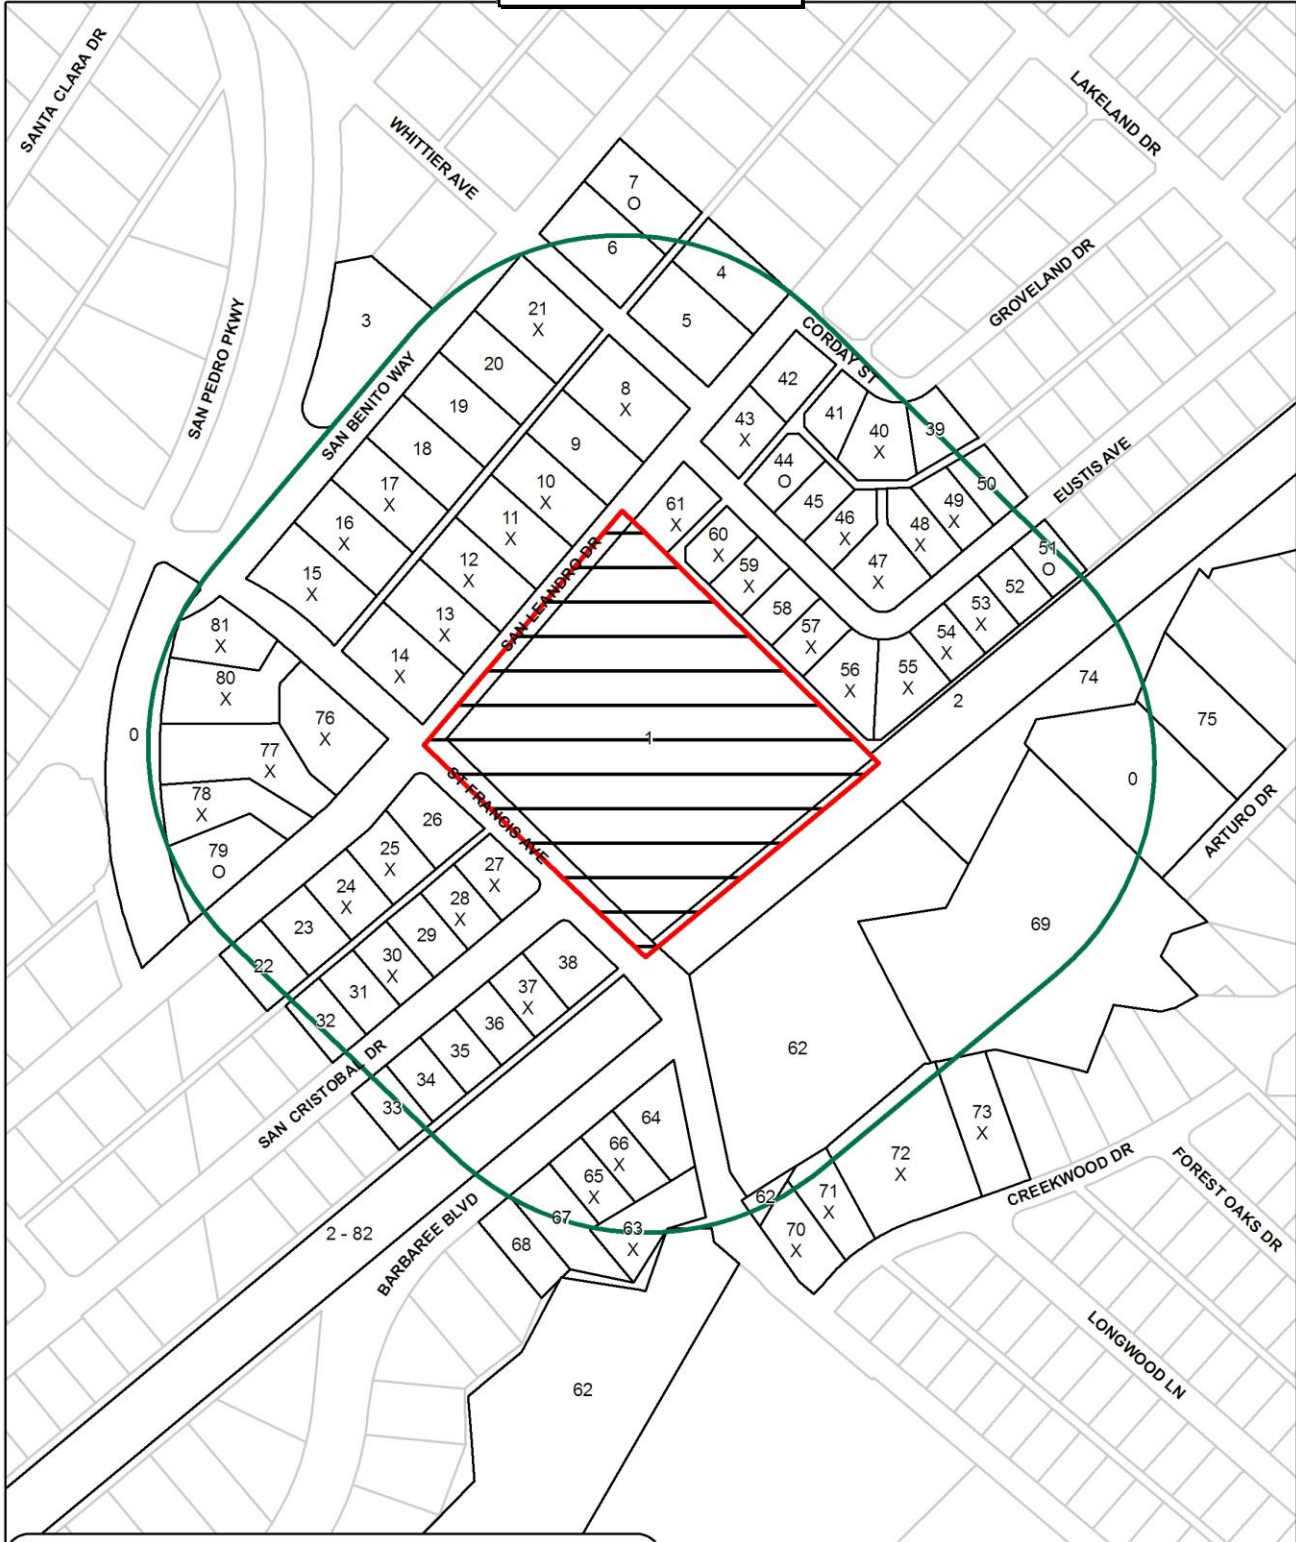 SANTA CLARA DR
WHITTIER AVE
LAKELAND DR
7
O
6
4
GROVELAND DR
SAN PEDRO PKWY
3
21
X
5
CORDAY ST
20
SAN BENITO WAY
8
X
42
19
41
43
X
40
X
39
18
9
EUSTIS AVE
17
X
10
X
44
O
50
61
X
45
49
X
16
X
11
X
46
X
48
X
60
X
51
O
SAN LEANDRO DR
12
X
59
X
47
X
15
X
52
58
53
X
13
X
57
X
54
X
81
X
14
X
56
X
55
X
74
80
X
2
76
X
75
0
1
77
X
0
78
X
ST FRANCIS AVE
26
ARTURO DR
79
O
25
X
27
X
24
X
28
X
23
29
69
30
X
22
38
31
37
X
32
36
SAN CRISTOBAL DR
35
62
34
33
64
73
X
66
X
72
X
65
X
CREEKWOOD DR
FOREST OAKS DR
62
71
X
67
63
X
70
X
2 - 82
68
BARBAREE BLVD
LONGWOOD LN
62